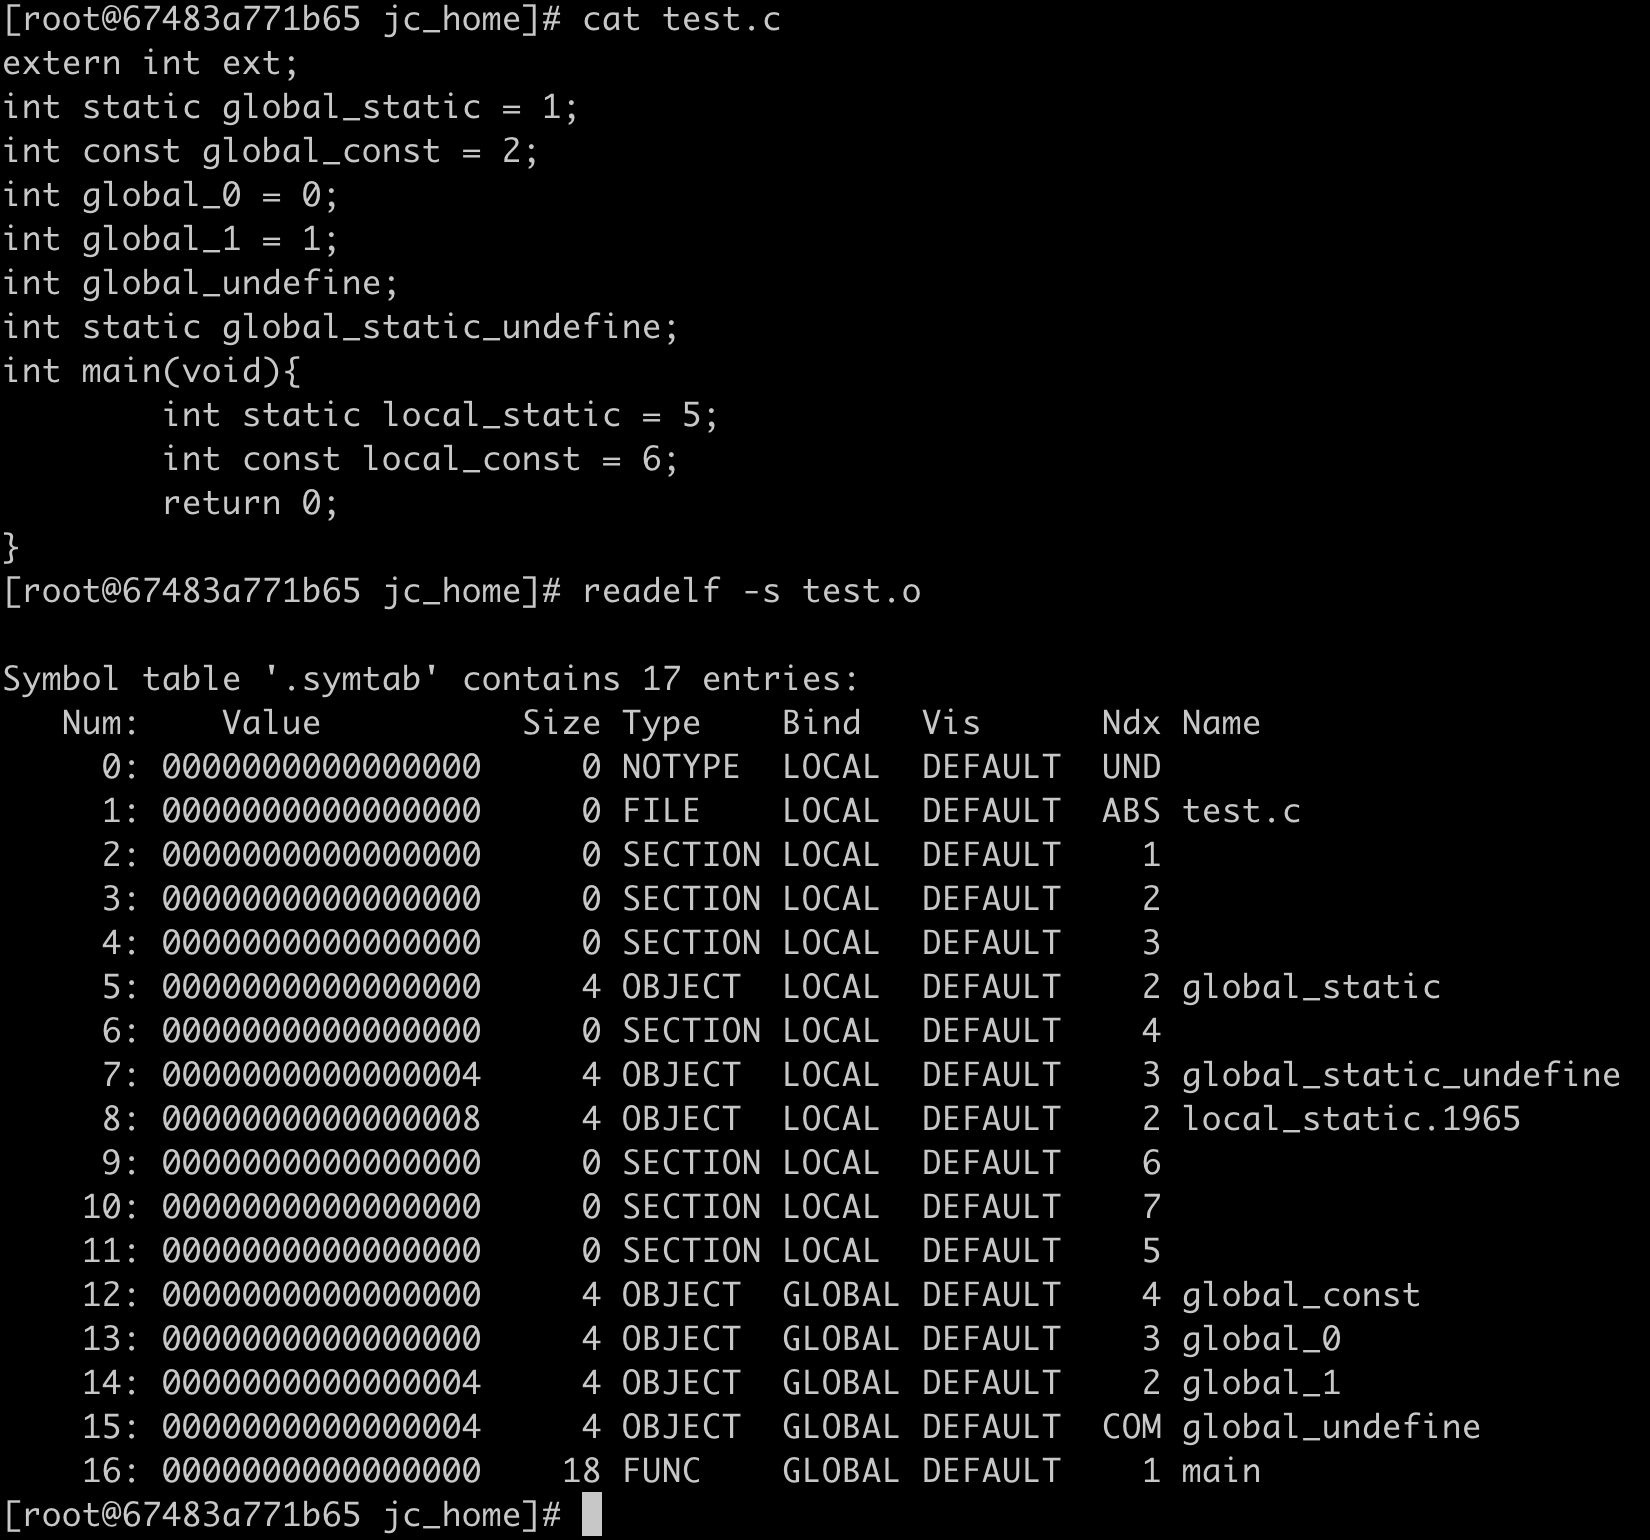 [root@67483a771b65 jc_home]# cat test.c
extern int ext;
int static global_static = 1;
int const global_const = 2;
int global_0 = 0;
int global_1 = 1;
int global_undefine;
int static global_static_undefine;
int main(void){
        int static local_static = 5;
        int const local_const = 6;
        return 0;
}
[root@67483a771b65 jc_home]# readelf -s test.o

Symbol table '.symtab' contains 17 entries:
   Num:    Value          Size Type    Bind   Vis      Ndx Name
     0: 0000000000000000     0 NOTYPE  LOCAL  DEFAULT  UND
     1: 0000000000000000     0 FILE    LOCAL  DEFAULT  ABS test.c
     2: 0000000000000000     0 SECTION LOCAL  DEFAULT    1
     3: 0000000000000000     0 SECTION LOCAL  DEFAULT    2
     4: 0000000000000000     0 SECTION LOCAL  DEFAULT    3
     5: 0000000000000000     4 OBJECT  LOCAL  DEFAULT    2 global_static
     6: 0000000000000000     0 SECTION LOCAL  DEFAULT    4
     7: 0000000000000004     4 OBJECT  LOCAL  DEFAULT    3 global_static_undefine
     8: 0000000000000008     4 OBJECT  LOCAL  DEFAULT    2 local_static.1965
     9: 0000000000000000     0 SECTION LOCAL  DEFAULT    6
    10: 0000000000000000     0 SECTION LOCAL  DEFAULT    7
    11: 0000000000000000     0 SECTION LOCAL  DEFAULT    5
    12: 0000000000000000     4 OBJECT  GLOBAL DEFAULT    4 global_const
    13: 0000000000000000     4 OBJECT  GLOBAL DEFAULT    3 global_0
    14: 0000000000000004     4 OBJECT  GLOBAL DEFAULT    2 global_1
    15: 0000000000000004     4 OBJECT  GLOBAL DEFAULT  COM global_undefine
    16: 0000000000000000    18 FUNC    GLOBAL DEFAULT    1 main
[root@67483a771b65 jc_home]#